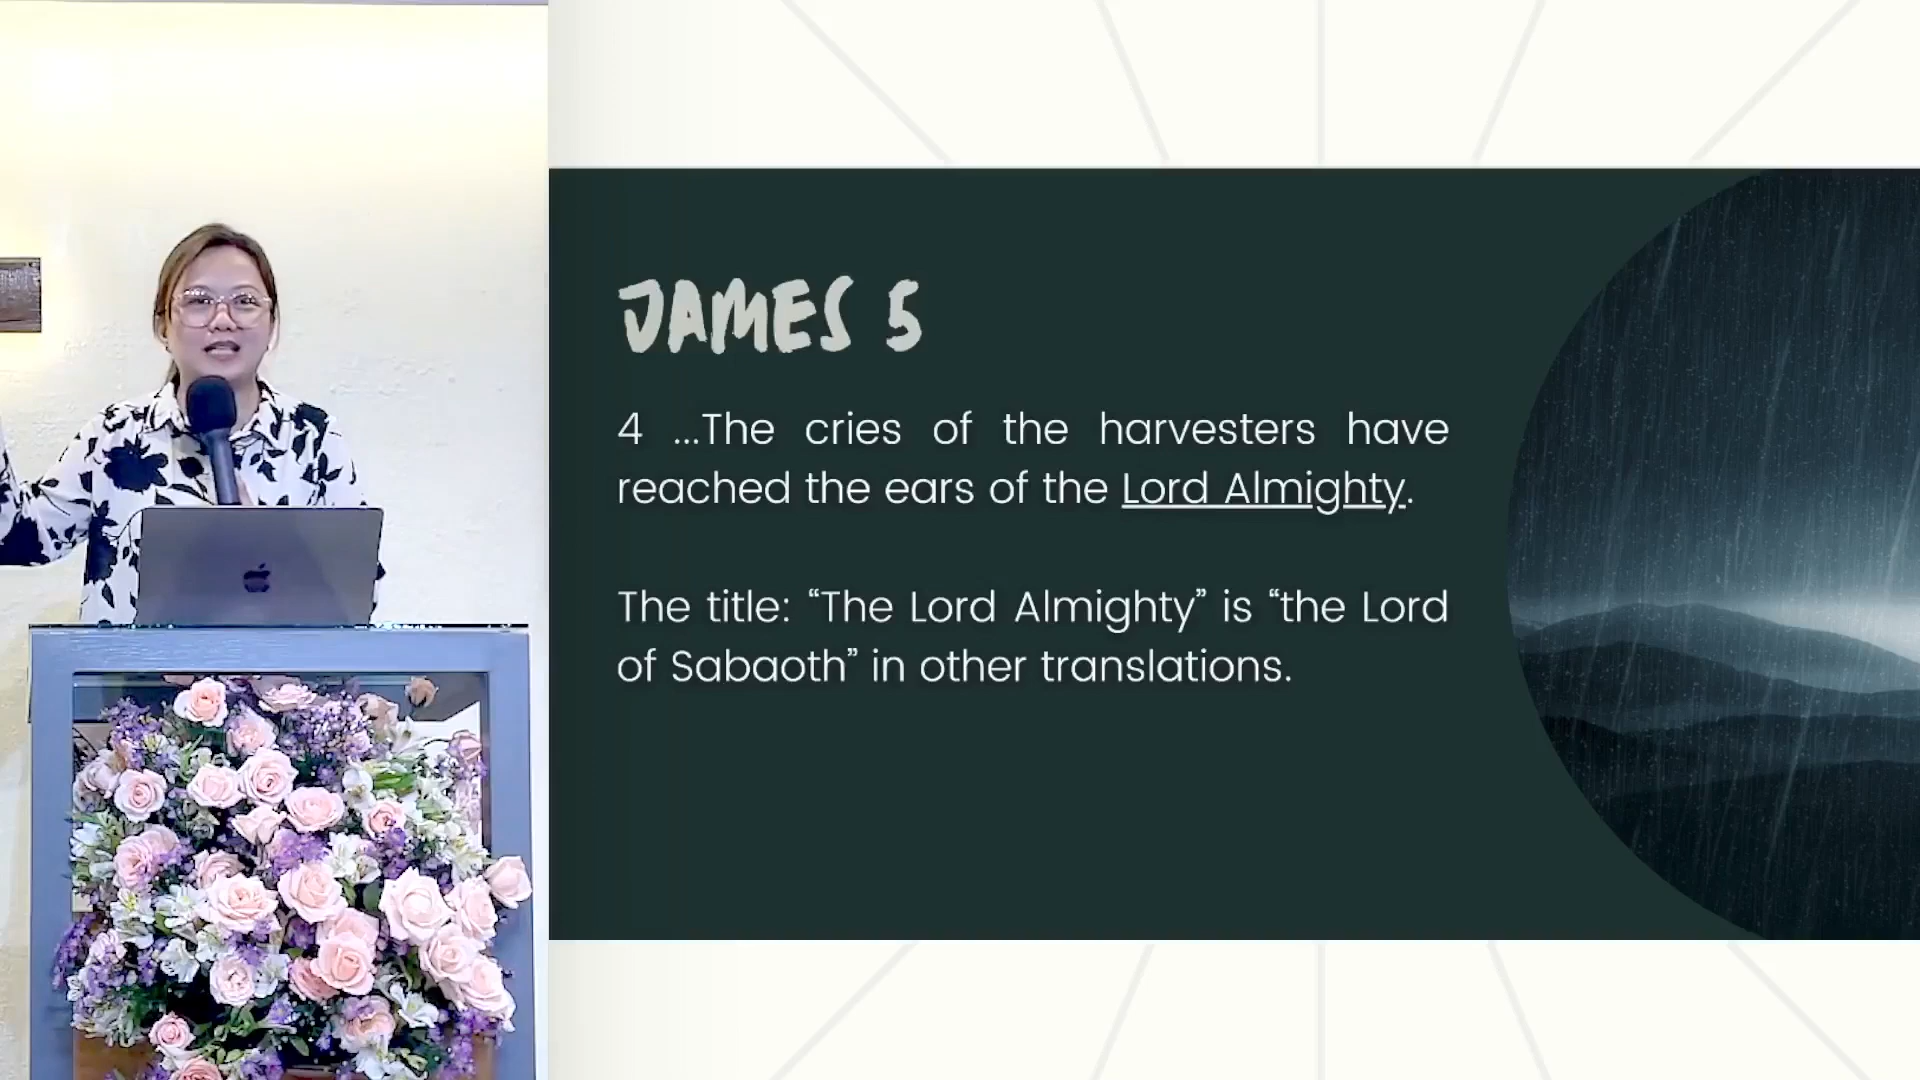 JAMES 5
4 ...The cries of the harvesters have
reached the ears of the Lord Almighty.
The title: “The Lord Almighty” is “the Lord
of Sabaoth” in other translations.